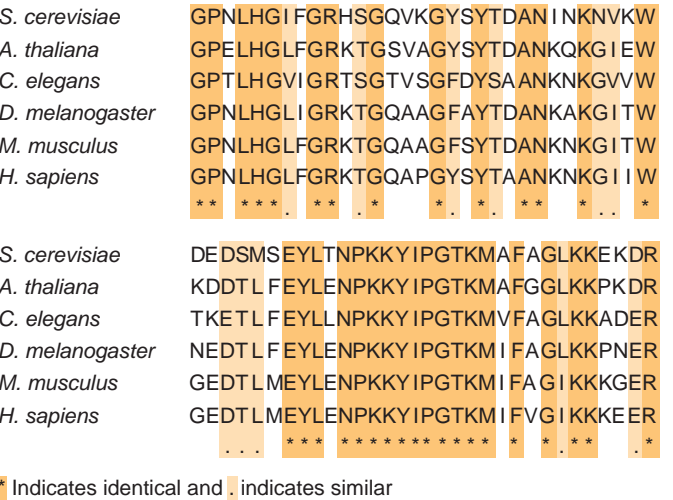 S. cerevisiae GPNLHGIFGRHSGQVKGYSYTDANINKNVKW
A. thaliana GPELHGLFGRKTGSVAGYSYTDANKQKGIEW
C. elegans GPTLHGVIGRTSGTVSGFDYSAANKNKGVVW
D. melanogaster GPNLHGLIGRKTGQAAGFAYTDANKAKGITW
M. musculus GPNLHGLFGRKTGQAAGFSYTDANKNKGITW
H. sapiens GPNLHGLFGRKTGQAPGYSYTAANKNKGIIW
** ***. ** .*   *.*. **  *.. *
S. cerevisiae DEDSMSEYLTNPKKYIPGTKMAFAGLKKEKDR
A. thaliana KDDTLFEYLENPKKYIPGTKMAFGGLKKPKDR
C. elegans TKETLFEYLLNPKKYIPGTKMVFAGLKKADER
D. melanogaster NEDTLFEYLENPKKYIPGTKMIFAGLKKPNER
M. musculus GEDTLMEYLENPKKYIPGTKMIFAGIKKKGER
H. sapiens GEDTLMEYLENPKKYIPGTKMIFVGIKKKEER
... *** *********** * *.**  .*
* Indicates identical and . indicates similar